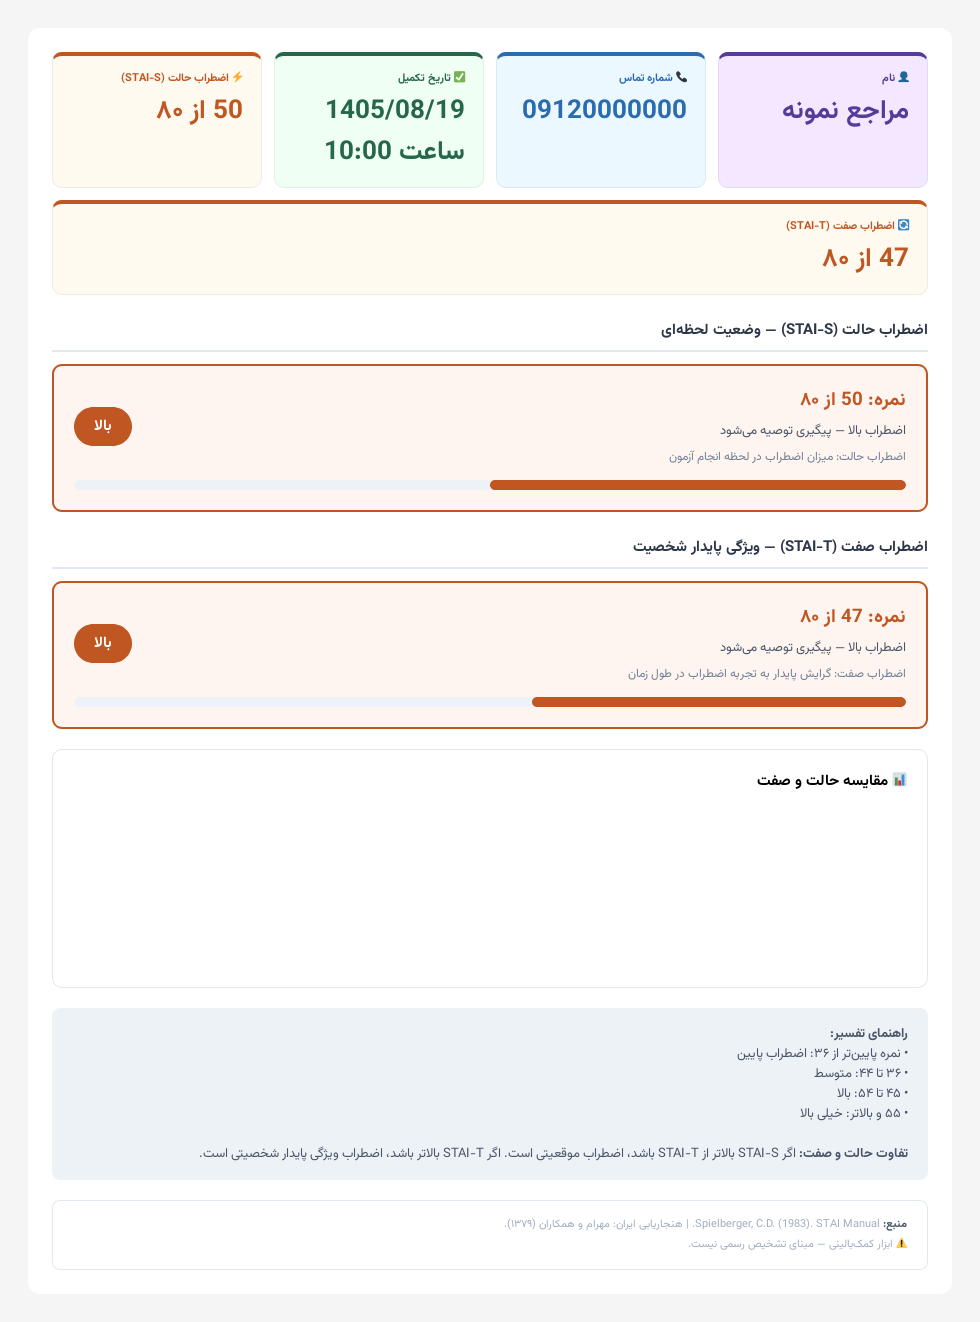 👤 نام
مراجع نمونه
📞 شماره تماس
09120000000
✅ تاریخ تکمیل
1405/08/19
ساعت 10:00
⚡ اضطراب حالت (STAI-S)
50 از ۸۰
🔄 اضطراب صفت (STAI-T)
47 از ۸۰
اضطراب حالت (STAI-S) — وضعیت لحظه‌ای
نمره: 50 از ۸۰
اضطراب بالا — پیگیری توصیه می‌شود
اضطراب حالت: میزان اضطراب در لحظه انجام آزمون
بالا
اضطراب صفت (STAI-T) — ویژگی پایدار شخصیت
نمره: 47 از ۸۰
اضطراب بالا — پیگیری توصیه می‌شود
اضطراب صفت: گرایش پایدار به تجربه اضطراب در طول زمان
بالا
📊 مقایسه حالت و صفت
راهنمای تفسیر:
• نمره پایین‌تر از ۳۶: اضطراب پایین
• ۳۶ تا ۴۴: متوسط
• ۴۵ تا ۵۴: بالا
• ۵۵ و بالاتر: خیلی بالا
تفاوت حالت و صفت: اگر STAI-S بالاتر از STAI-T باشد، اضطراب موقعیتی است. اگر STAI-T بالاتر باشد، اضطراب ویژگی پایدار شخصیتی است.
منبع: Spielberger, C.D. (1983). STAI Manual. | هنجاریابی ایران: مهرام و همکاران (۱۳۷۹).
⚠️ ابزار کمک‌بالینی — مبنای تشخیص رسمی نیست.